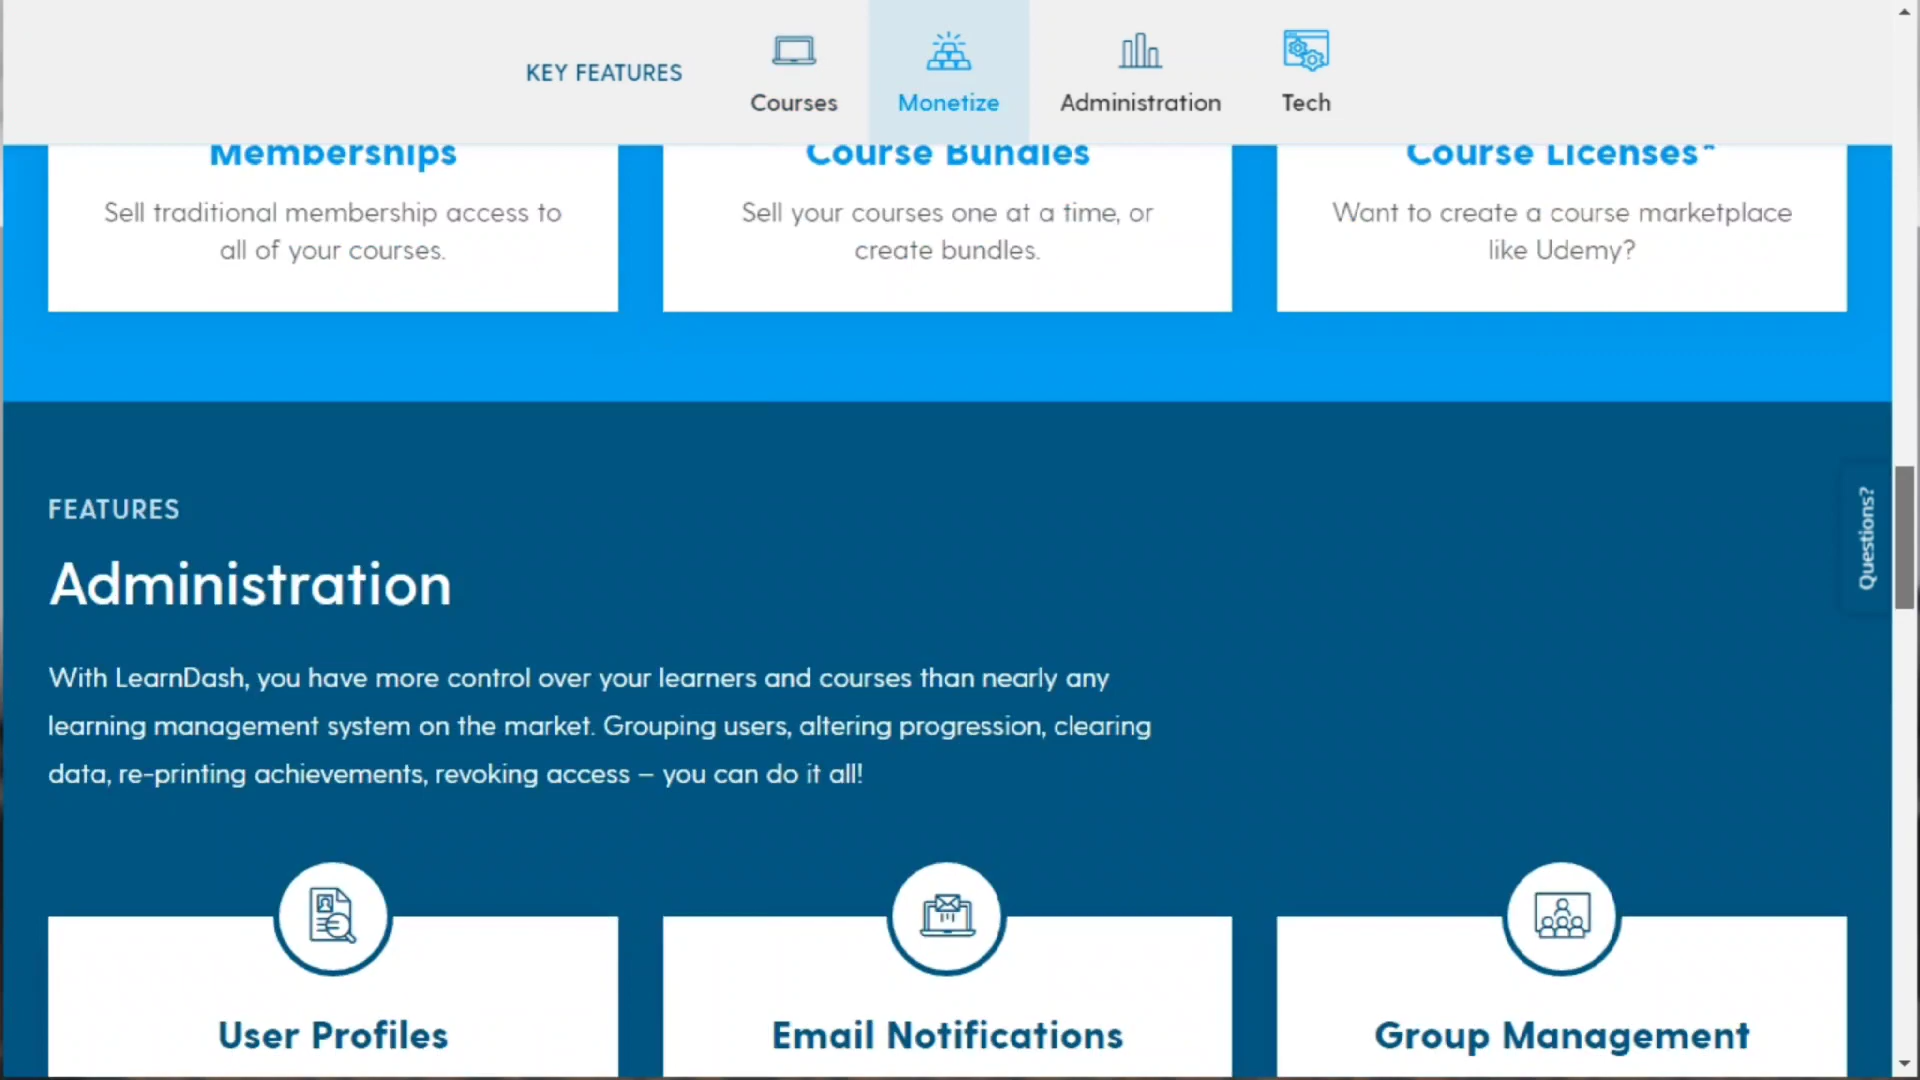 KEY FEATURES
Courses
Monetize
Administration
Tech
Memberships
Sell traditional membership access to
all of your courses.
Course Bundles
Sell your courses one at a time, or
create bundles.
Course Licenses*
Want to create a course marketplace
like Udemy?
FEATURES
Administration
With LearnDash, you have more control over your learners and courses than nearly any
learning management system on the market. Grouping users, altering progression, clearing
data, re-printing achievements, revoking access – you can do it all!
Questions?
User Profiles
Email Notifications
Group Management